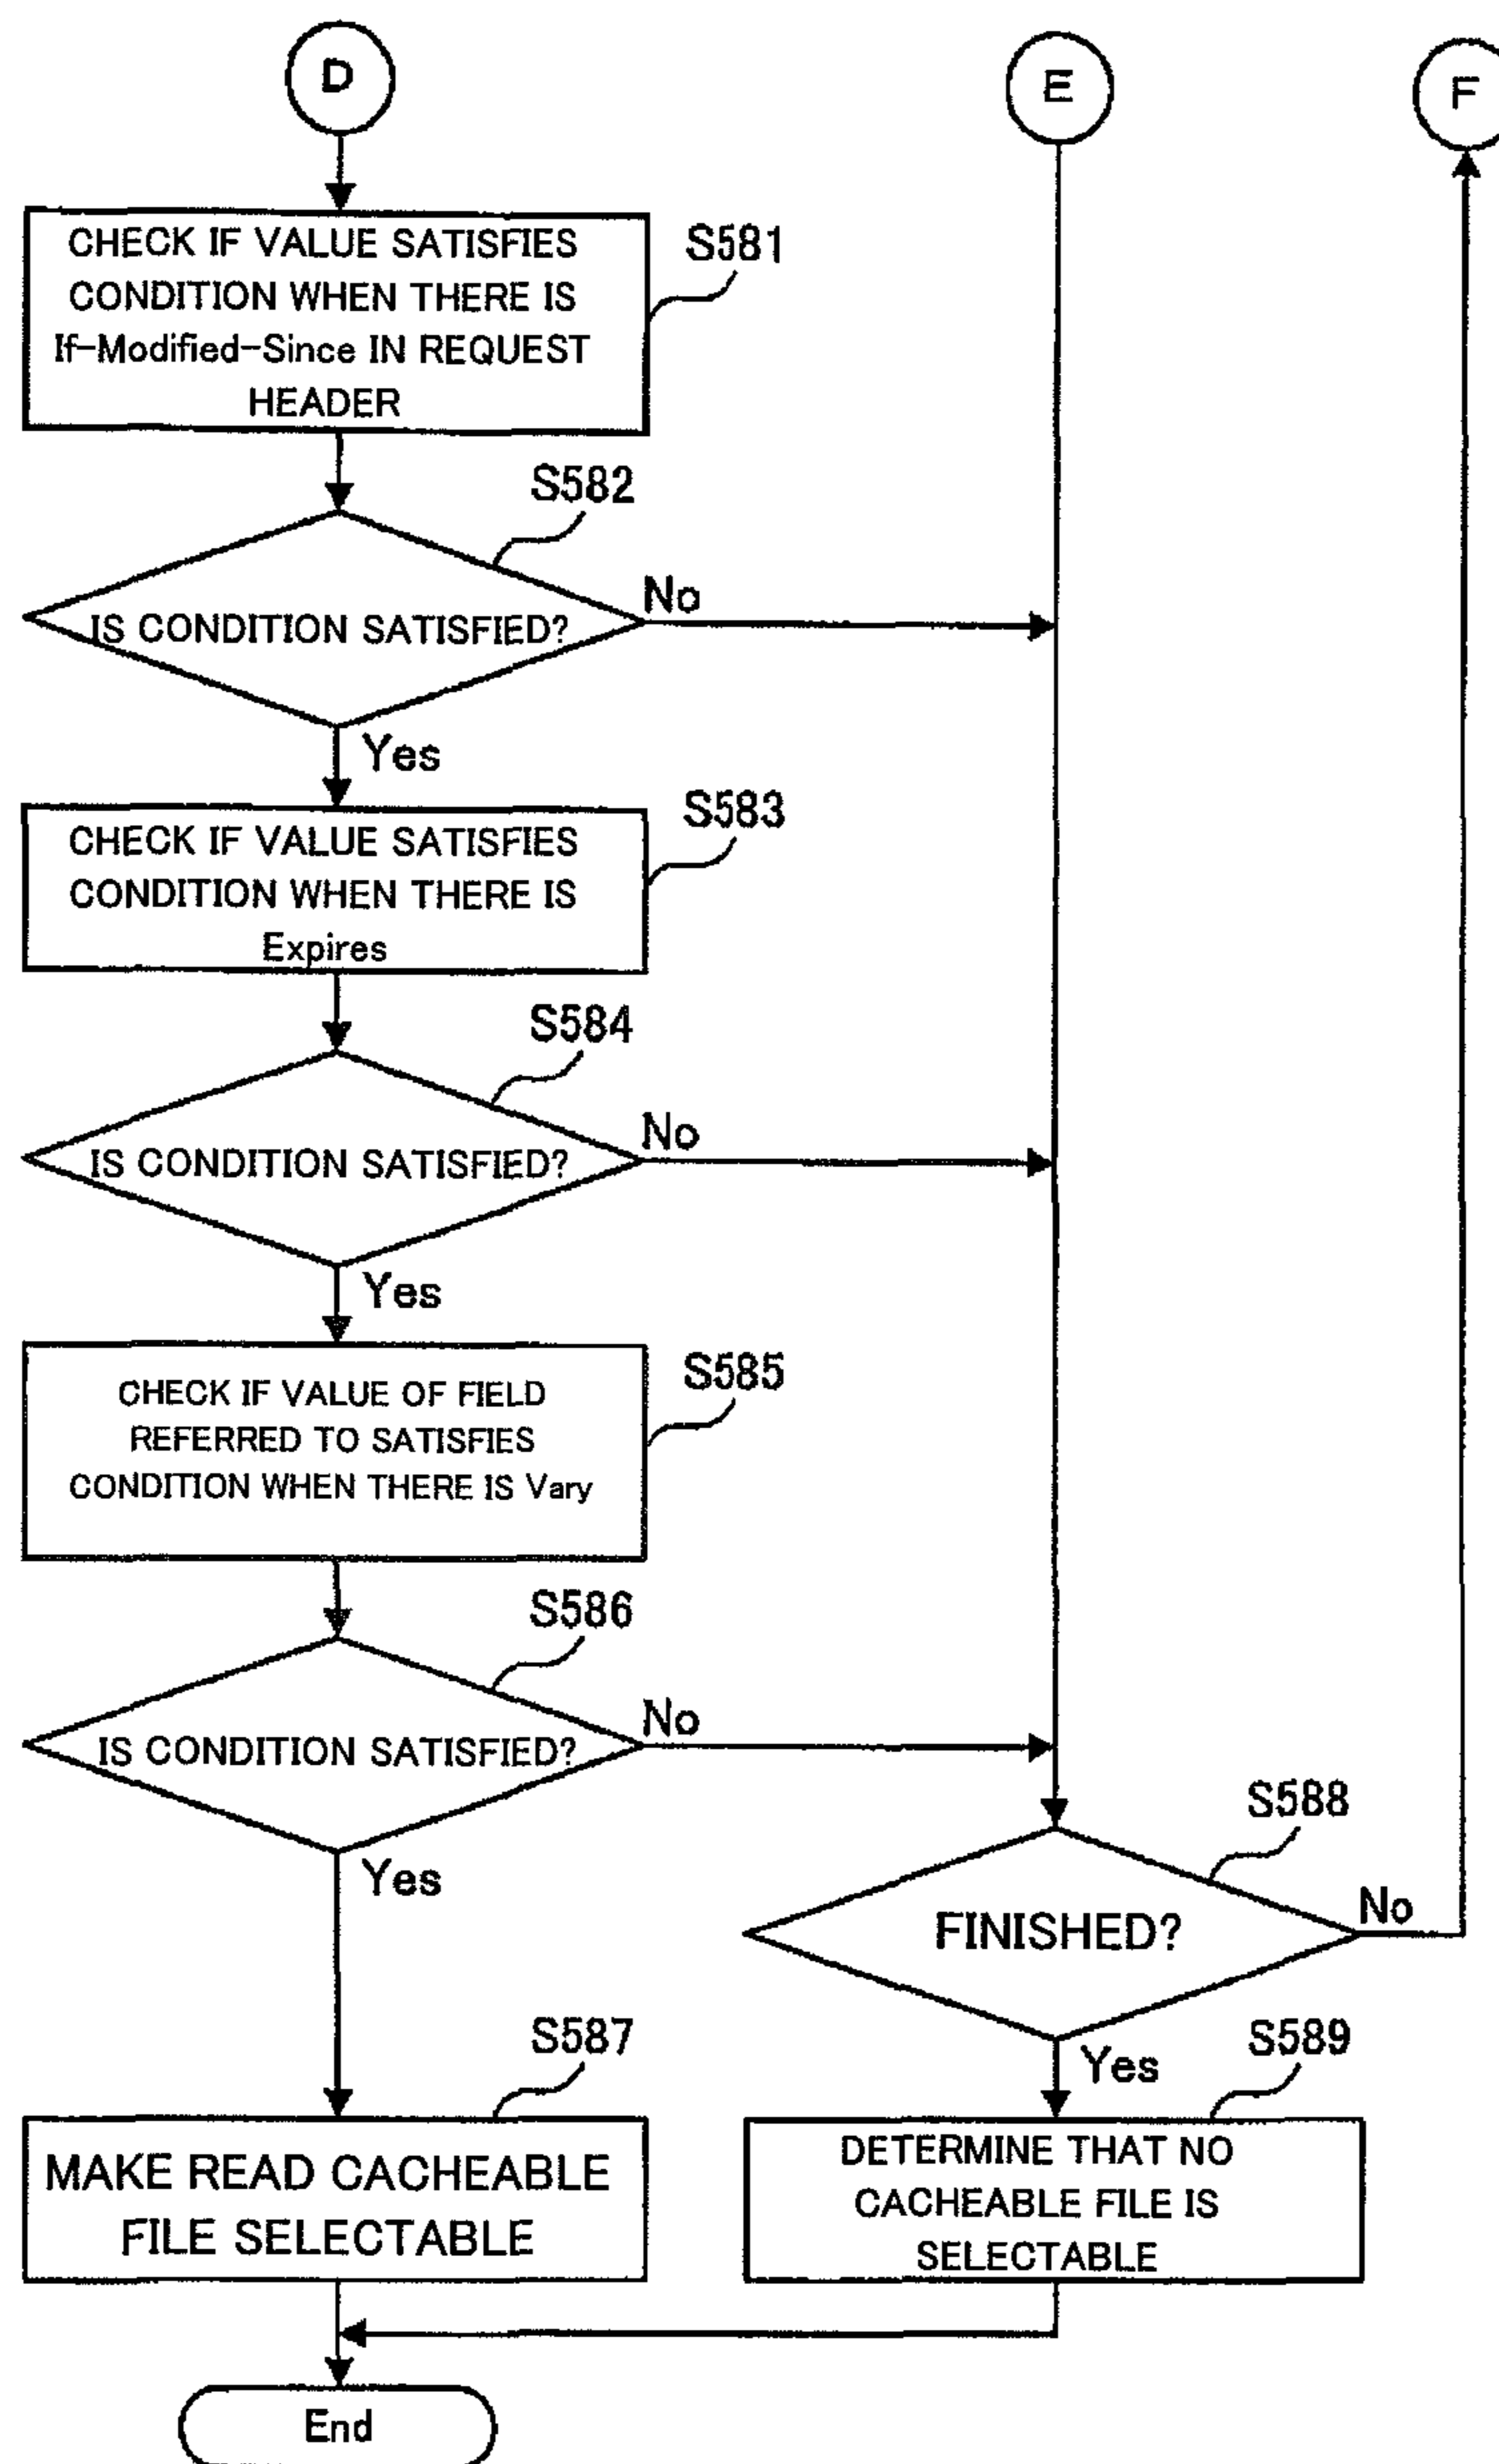 D
E
F
CHECK IF VALUE SATISFIES
CONDITION WHEN THERE IS
If-Modified-Since IN REQUEST
HEADER
S581
S582
IS CONDITION SATISFIED?
No
Yes
CHECK IF VALUE SATISFIES
CONDITION WHEN THERE IS
Expires
S583
S584
IS CONDITION SATISFIED?
No
Yes
CHECK IF VALUE OF FIELD
REFERRED TO SATISFIES
CONDITION WHEN THERE IS Vary
S585
S586
IS CONDITION SATISFIED?
No
Yes
S588
FINISHED?
No
Yes
S587
MAKE READ CACHEABLE
FILE SELECTABLE
S589
DETERMINE THAT NO
CACHEABLE FILE IS
SELECTABLE
End